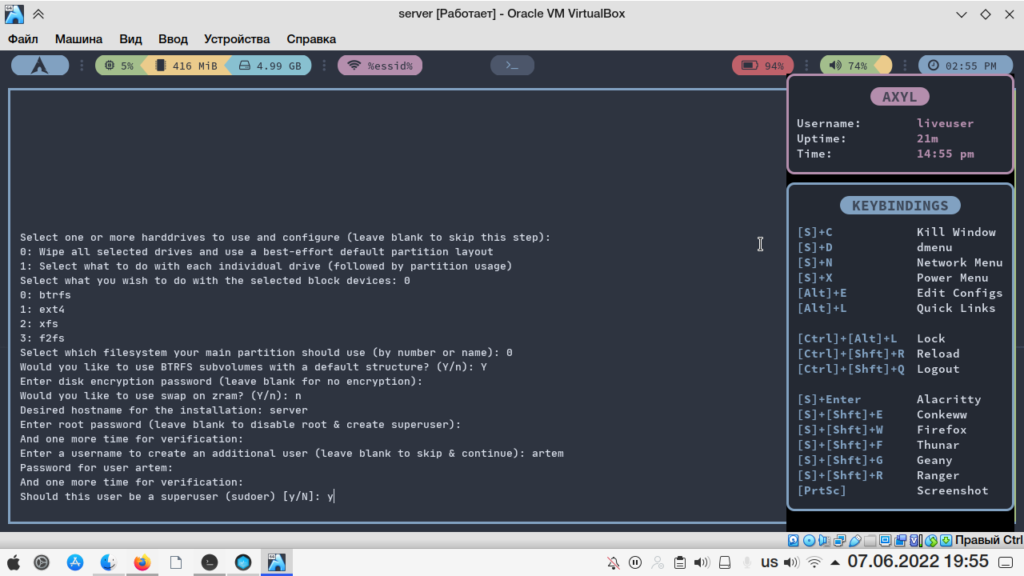 server [Работает] - Oracle VM VirtualBox
Файл Машина Вид Ввод Устройства Справка
5% 416 MiB 4.99 GB %essid% >_ 94% 74% 02:55 PM
AXYL
Username: liveuser
Uptime: 21m
Time: 14:55 pm
KEYBINDINGS
[S]+C Kill Window
[S]+D dmenu
[S]+N Network Menu
[S]+X Power Menu
[Alt]+E Edit Configs
[Alt]+L Quick Links
[Ctrl]+[Alt]+L Lock
[Ctrl]+[Shft]+R Reload
[Ctrl]+[Shft]+Q Logout
[S]+Enter Alacritty
[S]+[Shft]+E Conkeww
[S]+[Shft]+W Firefox
[S]+[Shft]+F Thunar
[S]+[Shft]+G Geany
[S]+[Shft]+R Ranger
[PrtSc] Screenshot
Select one or more harddrives to use and configure (leave blank to skip this step):
0: Wipe all selected drives and use a best-effort default partition layout
1: Select what to do with each individual drive (followed by partition usage)
Select what you wish to do with the selected block devices: 0
0: btrfs
1: ext4
2: xfs
3: f2fs
Select which filesystem your main partition should use (by number or name): 0
Would you like to use BTRFS subvolumes with a default structure? (Y/n): Y
Enter disk encryption password (leave blank for no encryption):
Would you like to use swap on zram? (Y/n): n
Desired hostname for the installation: server
Enter root password (leave blank to disable root & create superuser):
And one more time for verification:
Enter a username to create an additional user (leave blank to skip & continue): artem
Password for user artem:
And one more time for verification:
Should this user be a superuser (sudoer) [y/N]: y
Правый Ctrl
us 07.06.2022 19:55